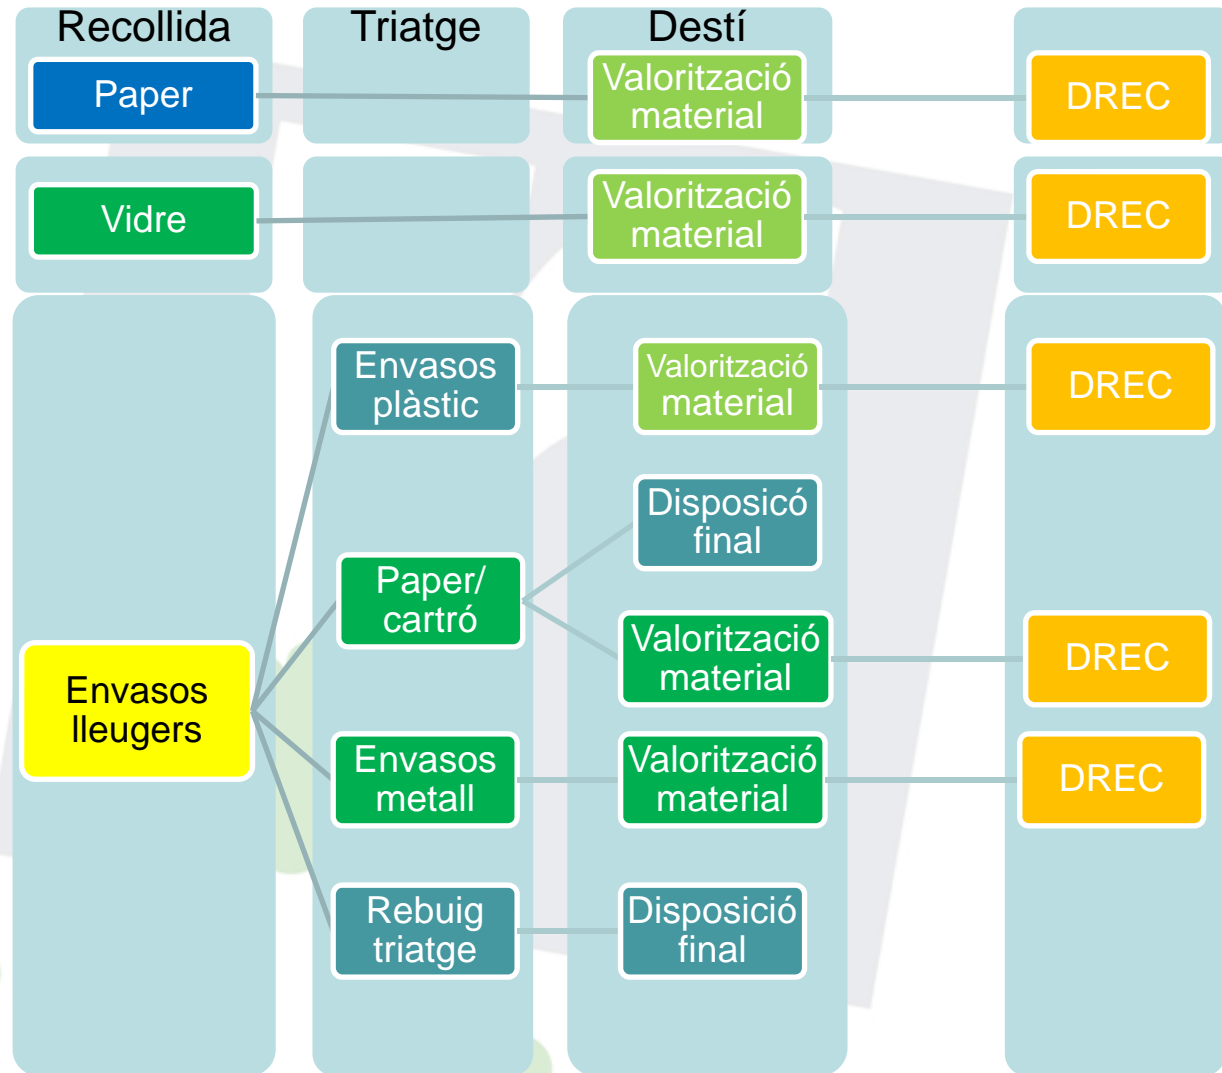 Recollida
Triatge
Destí
Paper
Valorització
material
DREC
Vidre
Valorització
material
DREC
Envasos
lleugers
Envasos
plàstic
Valorització
material
DREC
Paper/
cartró
Disposicó
final
Valorització
material
DREC
Envasos
metall
Valorització
material
DREC
Rebuig
triatge
Disposició
final